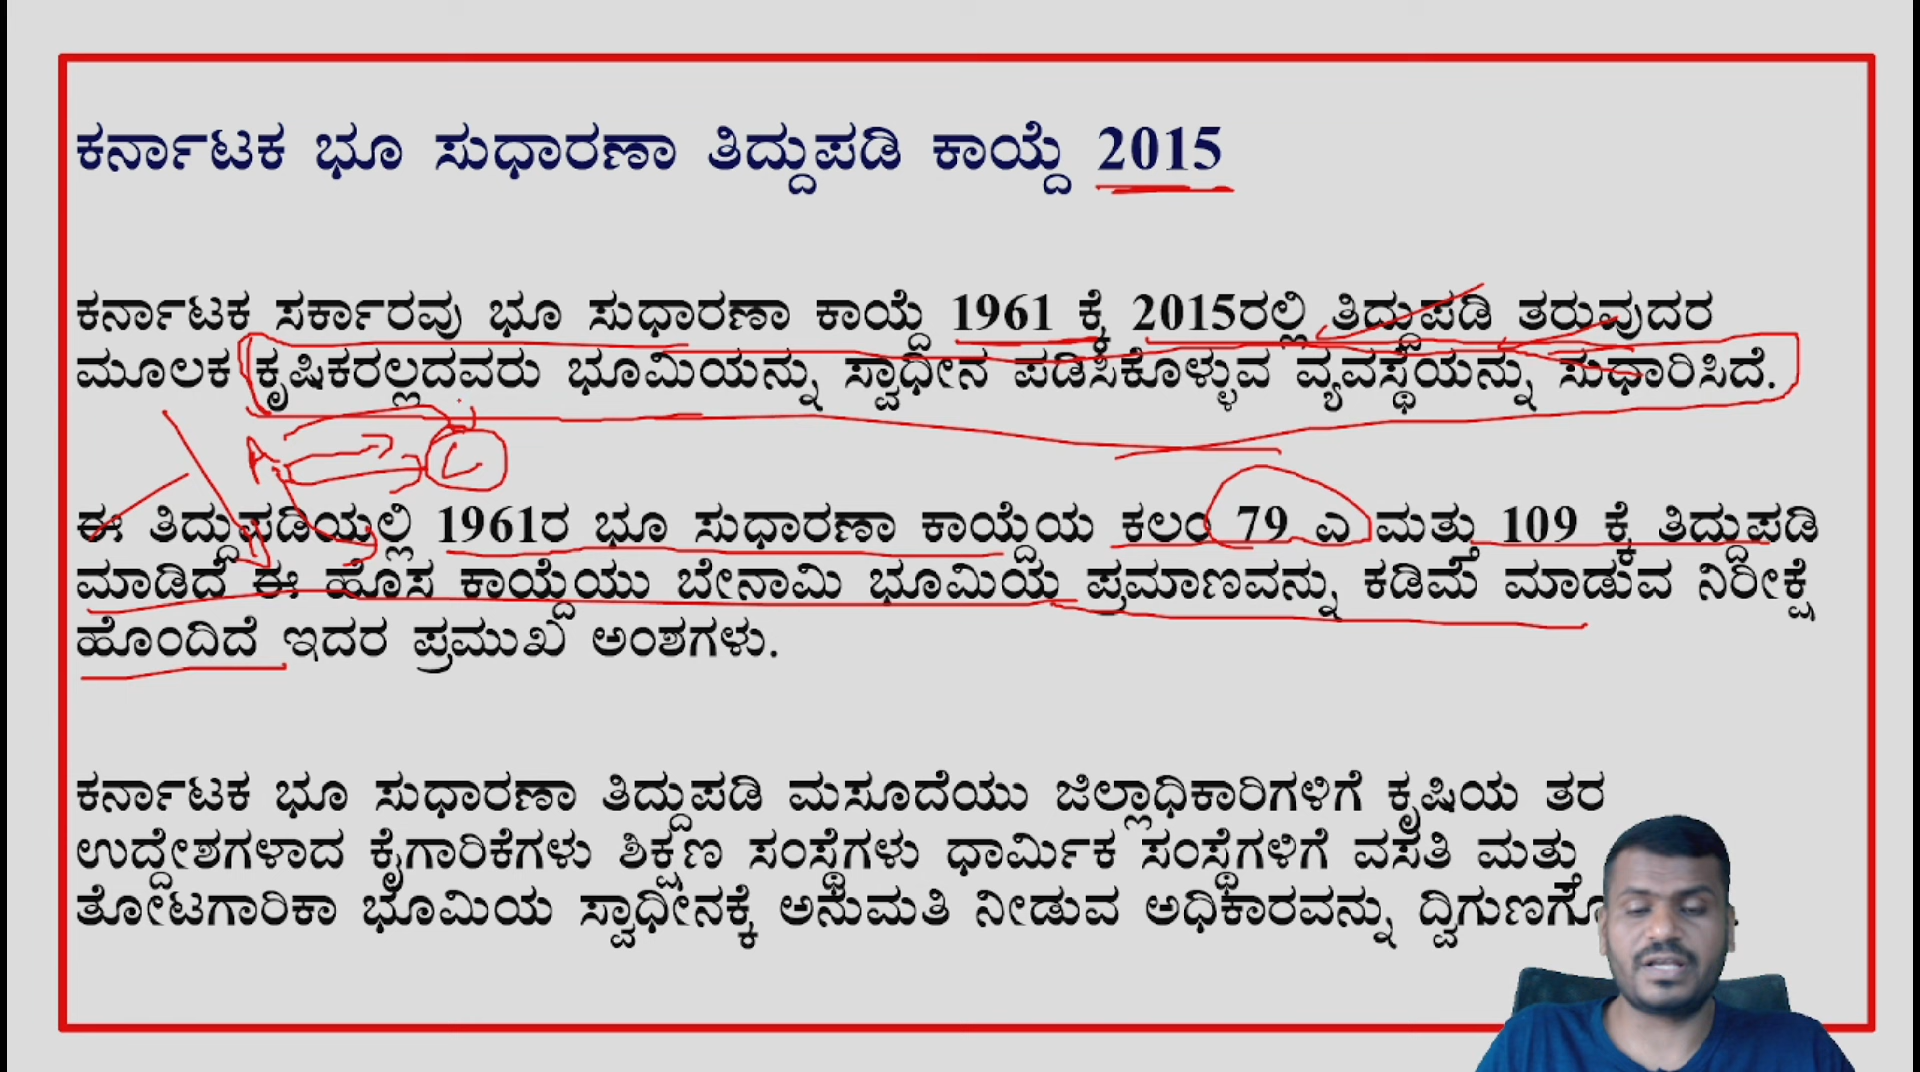 ಕರ್ನಾಟಕ ಭೂ ಸುಧಾರಣಾ ತಿದ್ದುಪಡಿ ಕಾಯ್ದೆ 2015
ಕರ್ನಾಟಕ ಸರ್ಕಾರವು ಭೂ ಸುಧಾರಣಾ ಕಾಯ್ದೆ 1961 ಕ್ಕೆ 2015ರಲ್ಲಿ ತಿದ್ದುಪಡಿ ತರುವುದರ
ಮೂಲಕ ಕೃಷಿಕರಲ್ಲದವರು ಭೂಮಿಯನ್ನು ಸ್ವಾಧೀನ ಪಡಿಸಿಕೊಳ್ಳುವ ವ್ಯವಸ್ಥೆಯನ್ನು ಸುಧಾರಿಸಿದೆ.
ಈ ತಿದ್ದುಪಡಿಯಲ್ಲಿ 1961ರ ಭೂ ಸುಧಾರಣಾ ಕಾಯ್ದೆಯ ಕಲಂ 79 ಎ ಮತ್ತು 109 ಕ್ಕೆ ತಿದ್ದುಪಡಿ
ಮಾಡಿದೆ ಈ ಹೊಸ ಕಾಯ್ದೆಯು ಬೇನಾಮಿ ಭೂಮಿಯ ಪ್ರಮಾಣವನ್ನು ಕಡಿಮೆ ಮಾಡುವ ನಿರೀಕ್ಷೆ
ಹೊಂದಿದೆ ಇದರ ಪ್ರಮುಖ ಅಂಶಗಳು.
ಕರ್ನಾಟಕ ಭೂ ಸುಧಾರಣಾ ತಿದ್ದುಪಡಿ ಮಸೂದೆಯು ಜಿಲ್ಲಾಧಿಕಾರಿಗಳಿಗೆ ಕೃಷಿಯ ತರ
ಉದ್ದೇಶಗಳಾದ ಕೈಗಾರಿಕೆಗಳು ಶಿಕ್ಷಣ ಸಂಸ್ಥೆಗಳು ಧಾರ್ಮಿಕ ಸಂಸ್ಥೆಗಳಿಗೆ ವಸತಿ ಮತ್ತು
ತೋಟಗಾರಿಕಾ ಭೂಮಿಯ ಸ್ವಾಧೀನಕ್ಕೆ ಅನುಮತಿ ನೀಡುವ ಅಧಿಕಾರವನ್ನು